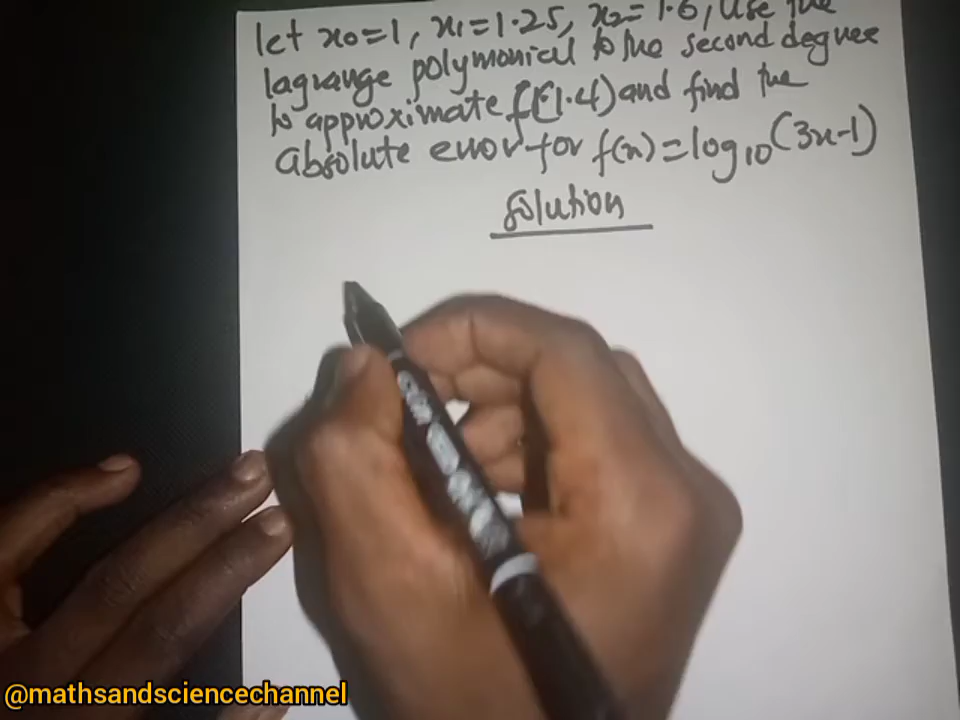 let x₀=1, x₁=1.25, x₂=1.6, use the
lagrange polymonical to the second degree
to approximate f(1.4) and find the
absolute error for f(x)=log₁₀(3x-1)
solution
@mathsandsciencechannel